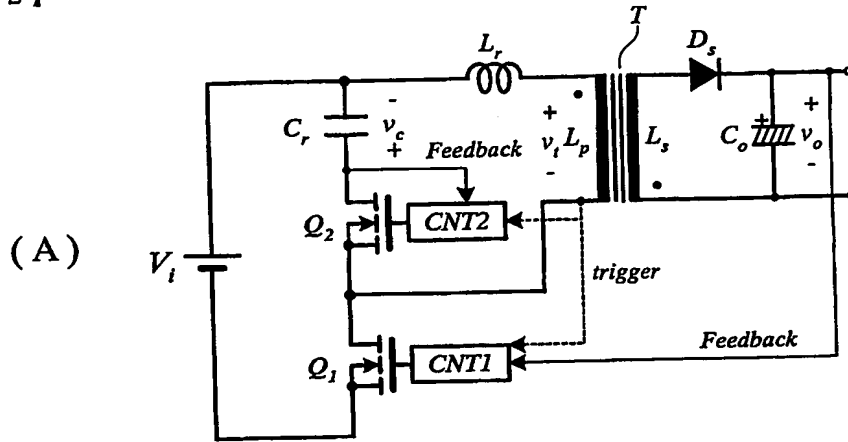 T
L_r
D_s
C_r
-
v_c
+
+
v_t
-
L_p
L_s
C_o
+
+
v_o
-
Feedback
Q_2
CNT2
(A)
V_i
trigger
Feedback
Q_1
CNT1